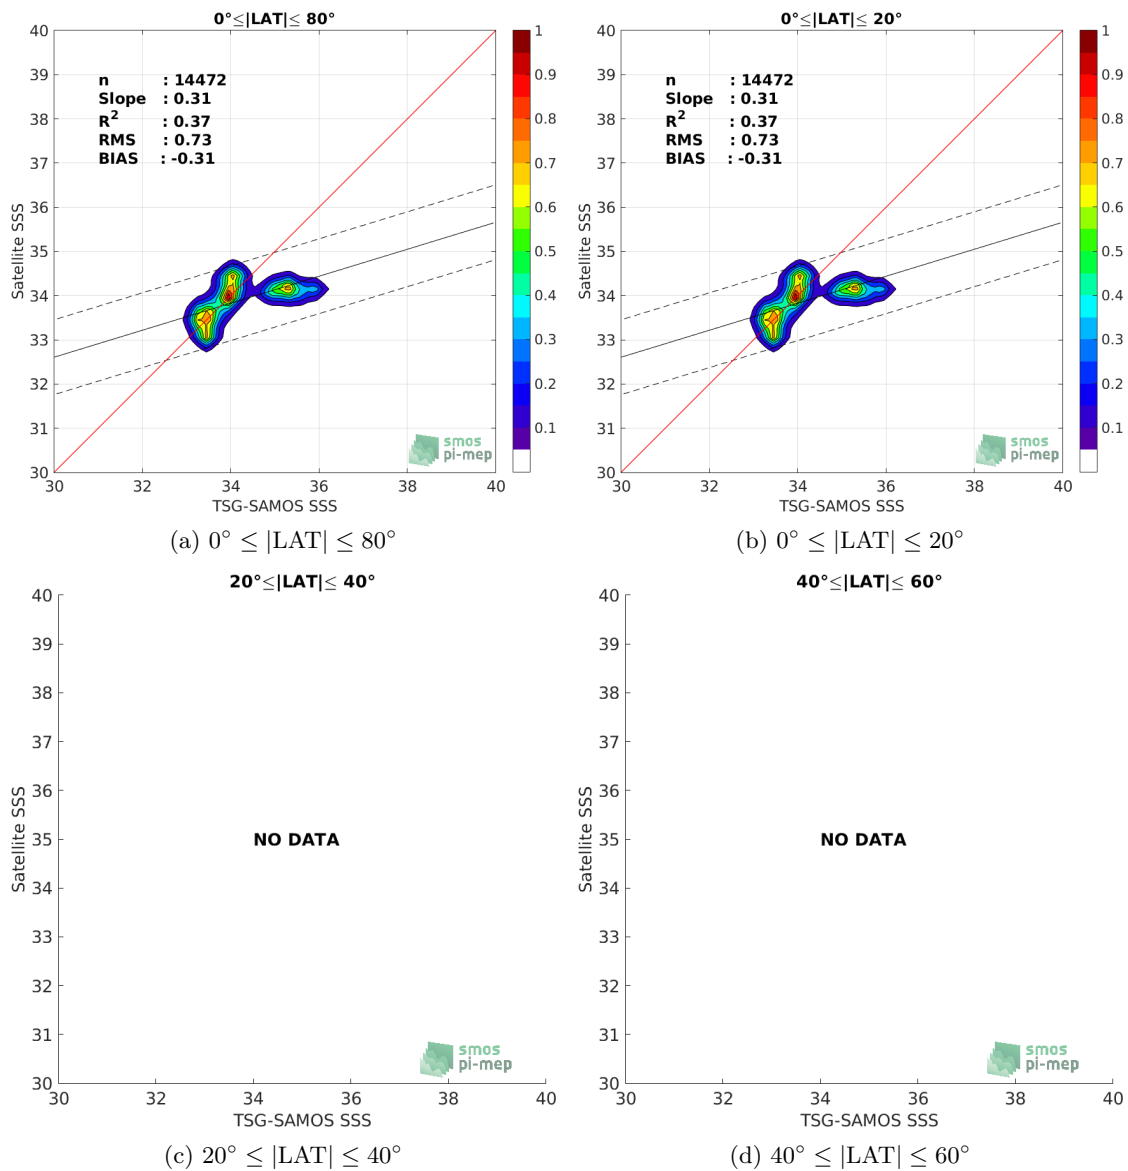 0°≤|LAT|≤ 80°
40
39
38
37
36
35
34
33
32
31
30
Satellite SSS
n : 14472
Slope : 0.31
R² : 0.37
RMS : 0.73
BIAS : -0.31
smos
pi-mep
30 32 34 36 38 40
TSG-SAMOS SSS
1
0.9
0.8
0.7
0.6
0.5
0.4
0.3
0.2
0.1
(a) 0° ≤ |LAT| ≤ 80°
0°≤|LAT|≤ 20°
40
39
38
37
36
35
34
33
32
31
30
Satellite SSS
n : 14472
Slope : 0.31
R² : 0.37
RMS : 0.73
BIAS : -0.31
smos
pi-mep
30 32 34 36 38 40
TSG-SAMOS SSS
1
0.9
0.8
0.7
0.6
0.5
0.4
0.3
0.2
0.1
(b) 0° ≤ |LAT| ≤ 20°
20°≤|LAT|≤ 40°
40
39
38
37
36
35
34
33
32
31
30
Satellite SSS
NO DATA
smos
pi-mep
30 32 34 36 38 40
TSG-SAMOS SSS
(c) 20° ≤ |LAT| ≤ 40°
40°≤|LAT|≤ 60°
40
39
38
37
36
35
34
33
32
31
30
Satellite SSS
NO DATA
smos
pi-mep
30 32 34 36 38 40
TSG-SAMOS SSS
(d) 40° ≤ |LAT| ≤ 60°